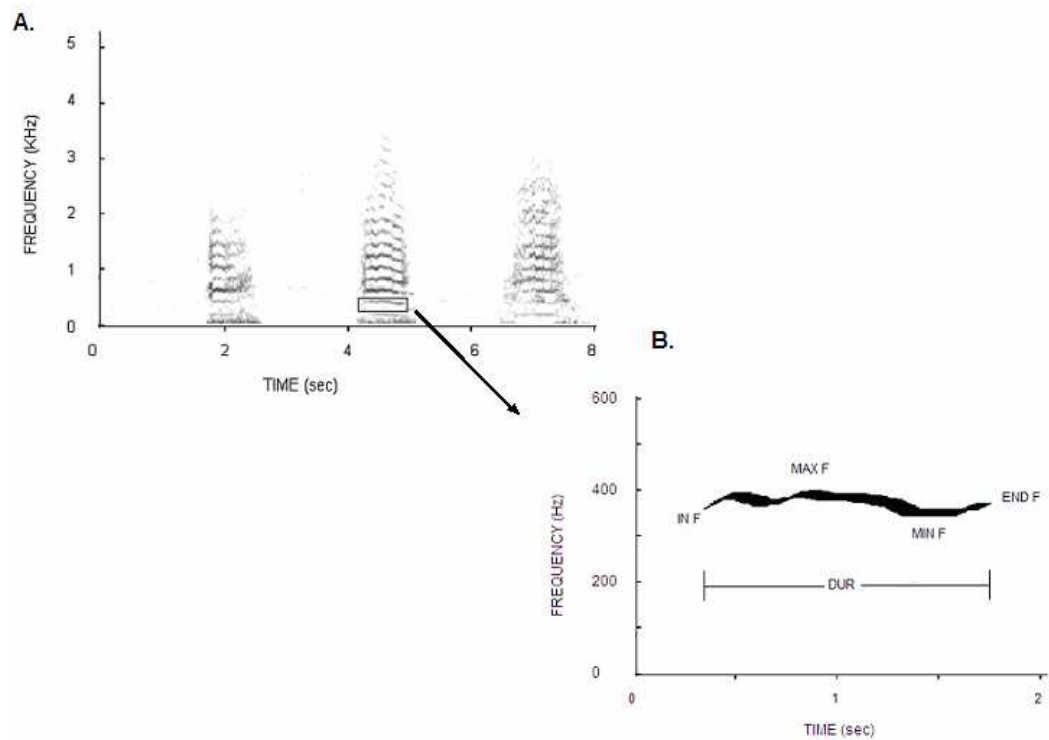 A.
5
4
3
2
1
0
FREQUENCY (KHz)
0 2 4 6 8
TIME (sec)
B.
600
400
200
0
FREQUENCY (Hz)
MAX F
IN F
END F
MIN F
DUR
0 1 2
TIME (sec)